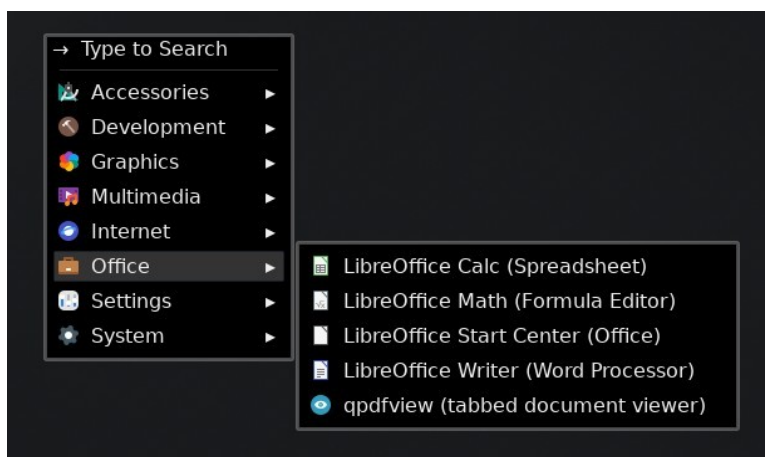 → Type to Search
Accessories ▸
Development ▸
Graphics ▸
Multimedia ▸
Internet ▸
Office ▸
Settings ▸
System ▸
LibreOffice Calc (Spreadsheet)
LibreOffice Math (Formula Editor)
LibreOffice Start Center (Office)
LibreOffice Writer (Word Processor)
qpdfview (tabbed document viewer)